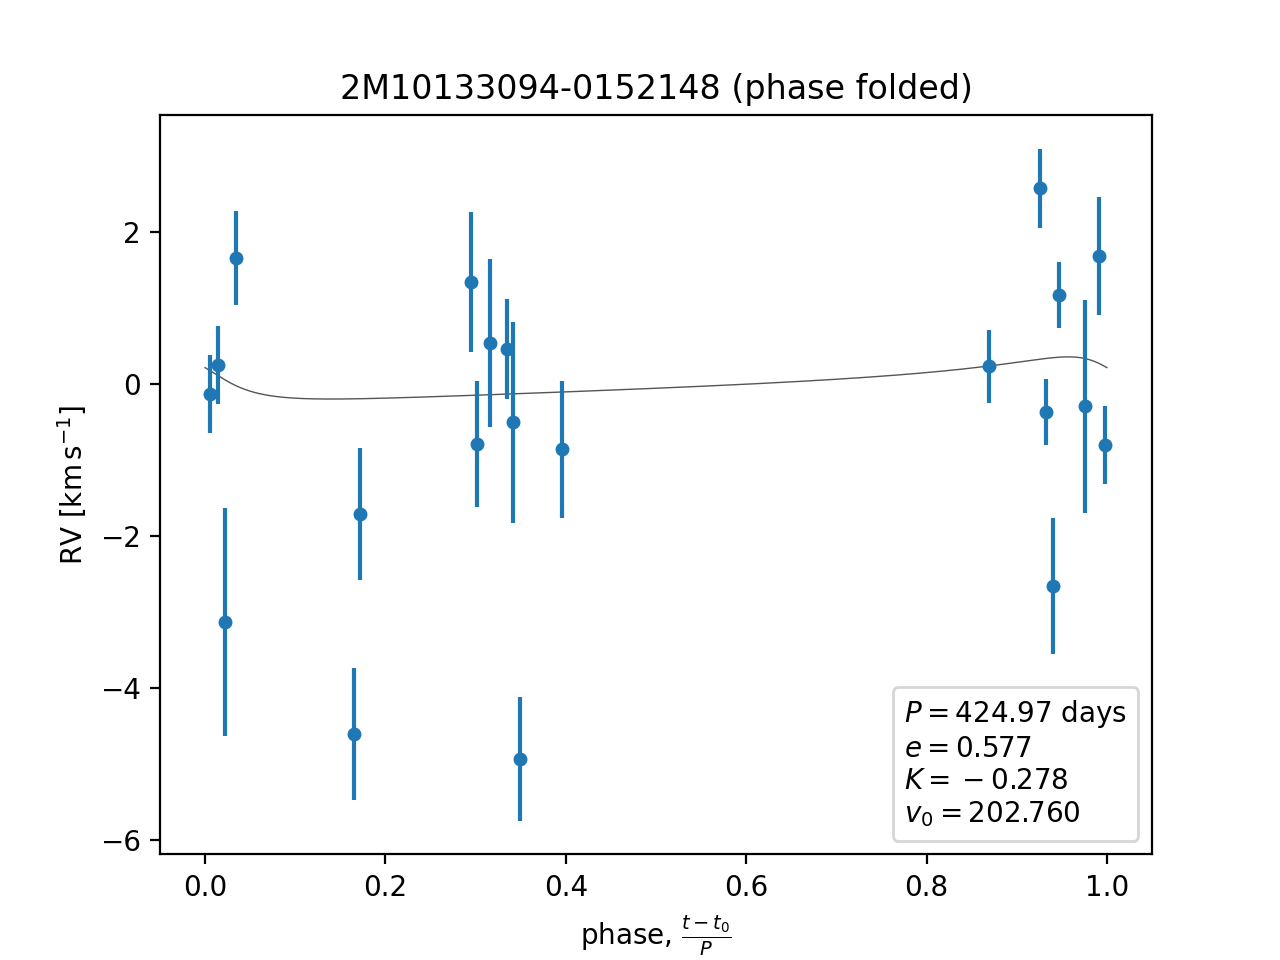 2M10133094-0152148 (phase folded)
2
0
−2
−4
−6
RV [km s⁻¹]
P = 424.97 days
e = 0.577
K = −0.278
v₀ = 202.760
0.0 0.2 0.4 0.6 0.8 1.0
phase, (t − t₀)/P